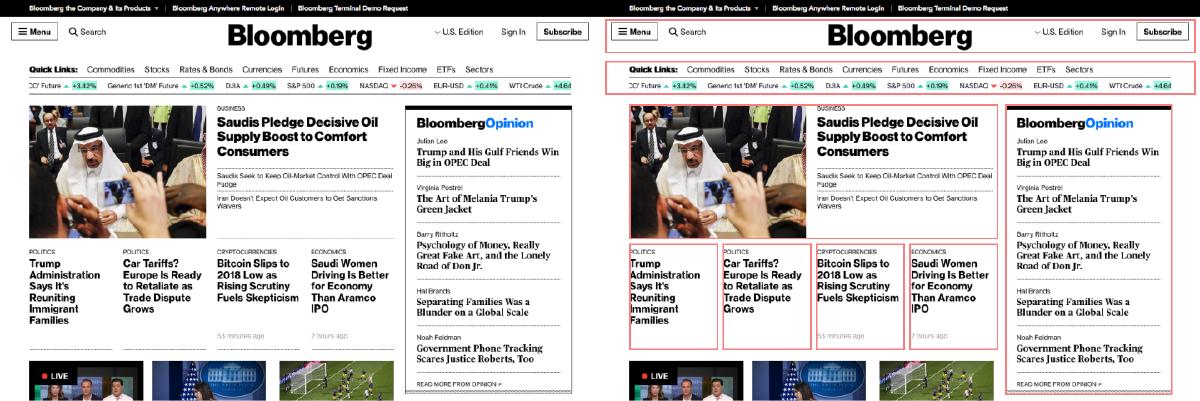 Bloomberg the Company & Its Products Bloomberg Anywhere Remote Login Bloomberg Terminal Demo Request
Menu Search Bloomberg U.S. Edition Sign In Subscribe
Quick Links: Commodities Stocks Rates & Bonds Currencies Futures Economics Fixed Income ETFs Sectors
Future +3.42% Generic 1st 'DM' Future +0.52% DJIA +0.49% S&P 500 +0.19% NASDAQ -0.26% EUR-USD +0.41% WTI Crude +4.64
BUSINESS
Saudis Pledge Decisive Oil
Supply Boost to Comfort
Consumers
Saudis Seek to Keep Oil-Market Control With OPEC Deal
Fudge
Iran Doesn't Expect Oil Customers to Get Sanctions
Waivers
POLITICS
Trump
Administration
Says It's
Reuniting
Immigrant
Families
POLITICS
Car Tariffs?
Europe Is Ready
to Retaliate as
Trade Dispute
Grows
CRYPTOCURRENCIES
Bitcoin Slips to
2018 Low as
Rising Scrutiny
Fuels Skepticism
53 minutes ago
ECONOMICS
Saudi Women
Driving Is Better
for Economy
Than Aramco
IPO
2 hours ago
LIVE
BloombergOpinion
Julian Lee
Trump and His Gulf Friends Win
Big in OPEC Deal
Virginia Postrel
The Art of Melania Trump's
Green Jacket
Barry Ritholtz
Psychology of Money, Really
Great Fake Art, and the Lonely
Road of Don Jr.
Hal Brands
Separating Families Was a
Blunder on a Global Scale
Noah Feldman
Government Phone Tracking
Scares Justice Roberts, Too
READ MORE FROM OPINION >
Bloomberg the Company & Its Products Bloomberg Anywhere Remote Login Bloomberg Terminal Demo Request
Menu Search Bloomberg U.S. Edition Sign In Subscribe
Quick Links: Commodities Stocks Rates & Bonds Currencies Futures Economics Fixed Income ETFs Sectors
Future +3.42% Generic 1st 'DM' Future +0.52% DJIA +0.49% S&P 500 +0.19% NASDAQ -0.26% EUR-USD +0.41% WTI Crude +4.64
BUSINESS
Saudis Pledge Decisive Oil
Supply Boost to Comfort
Consumers
Saudis Seek to Keep Oil-Market Control With OPEC Deal
Fudge
Iran Doesn't Expect Oil Customers to Get Sanctions
Waivers
POLITICS
Trump
Administration
Says It's
Reuniting
Immigrant
Families
POLITICS
Car Tariffs?
Europe Is Ready
to Retaliate as
Trade Dispute
Grows
CRYPTOCURRENCIES
Bitcoin Slips to
2018 Low as
Rising Scrutiny
Fuels Skepticism
53 minutes ago
ECONOMICS
Saudi Women
Driving Is Better
for Economy
Than Aramco
IPO
2 hours ago
LIVE
BloombergOpinion
Julian Lee
Trump and His Gulf Friends Win
Big in OPEC Deal
Virginia Postrel
The Art of Melania Trump's
Green Jacket
Barry Ritholtz
Psychology of Money, Really
Great Fake Art, and the Lonely
Road of Don Jr.
Hal Brands
Separating Families Was a
Blunder on a Global Scale
Noah Feldman
Government Phone Tracking
Scares Justice Roberts, Too
READ MORE FROM OPINION >